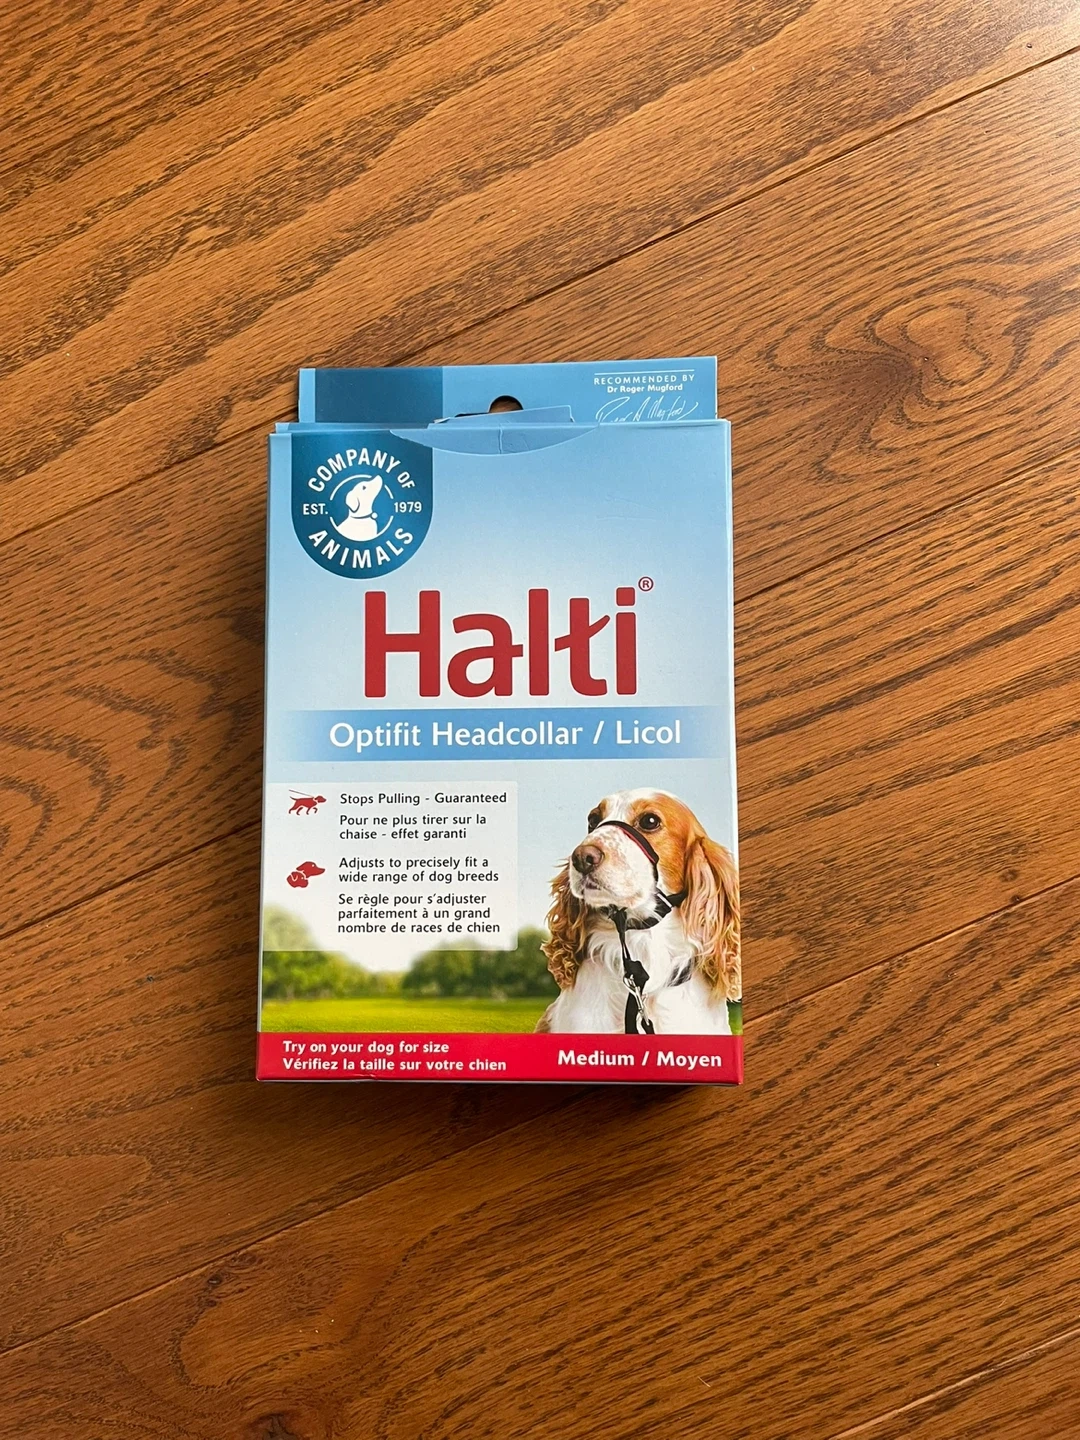 RECOMMENDED BY
Dr Roger Mugford
COMPANY OF
EST. 1979
ANIMALS
Halti®
Optifit Headcollar / Licol
Stops Pulling - Guaranteed
Pour ne plus tirer sur la
chaise - effet garanti
Adjusts to precisely fit a
wide range of dog breeds
Se règle pour s'adjuster
parfaitement à un grand
nombre de races de chien
Try on your dog for size
Vérifiez la taille sur votre chien
Medium / Moyen